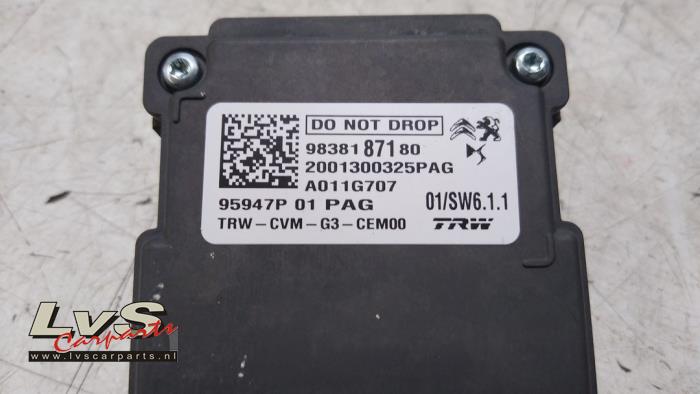 DO NOT DROP
98381 871 80
2001300325PAG
A011G707
95947P 01 PAG
01/SW6.1.1
TRW-CVM-G3-CEM00
TRW
LvS
Carparts
www.lvscarparts.nl